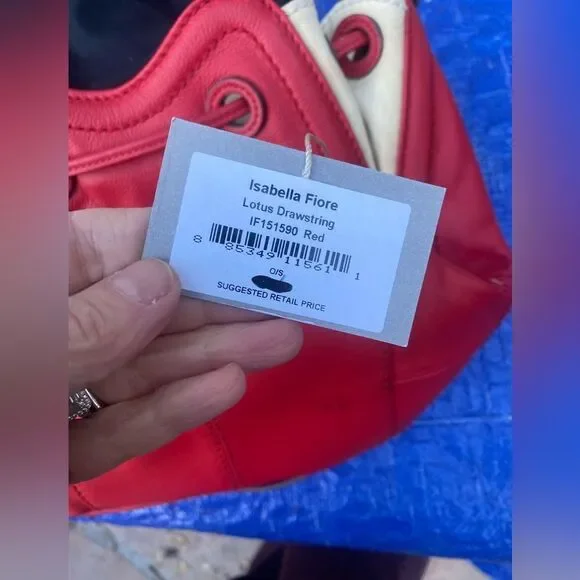 Isabella Fiore
Lotus Drawstring
IF151590 Red
8 85349 11561 1
O/S
SUGGESTED RETAIL PRICE